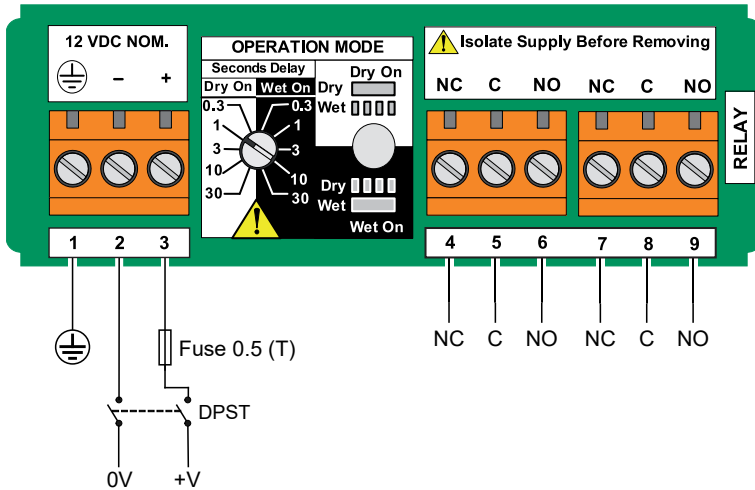 12 VDC NOM.
– +
OPERATION MODE
Seconds Delay
Dry On Wet On
0.3 0.3
1 1
3 3
10 10
30 30
Dry On
Dry
Wet
Dry
Wet
Wet On
! Isolate Supply Before Removing
NC C NO NC C NO
RELAY
!
1 2 3
4 5 6 7 8 9
NC C NO NC C NO
Fuse 0.5 (T)
DPST
0V +V